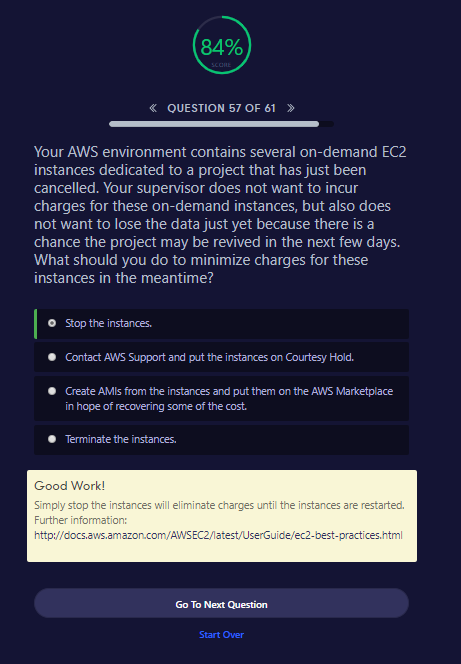 84%
SCORE
« QUESTION 57 OF 61 »
Your AWS environment contains several on-demand EC2
instances dedicated to a project that has just been
cancelled. Your supervisor does not want to incur
charges for these on-demand instances, but also does
not want to lose the data just yet because there is a
chance the project may be revived in the next few days.
What should you do to minimize charges for these
instances in the meantime?
Stop the instances.
Contact AWS Support and put the instances on Courtesy Hold.
Create AMIs from the instances and put them on the AWS Marketplace
in hope of recovering some of the cost.
Terminate the instances.
Good Work!
Simply stop the instances will eliminate charges until the instances are restarted.
Further information:
http://docs.aws.amazon.com/AWSEC2/latest/UserGuide/ec2-best-practices.html
Go To Next Question
Start Over